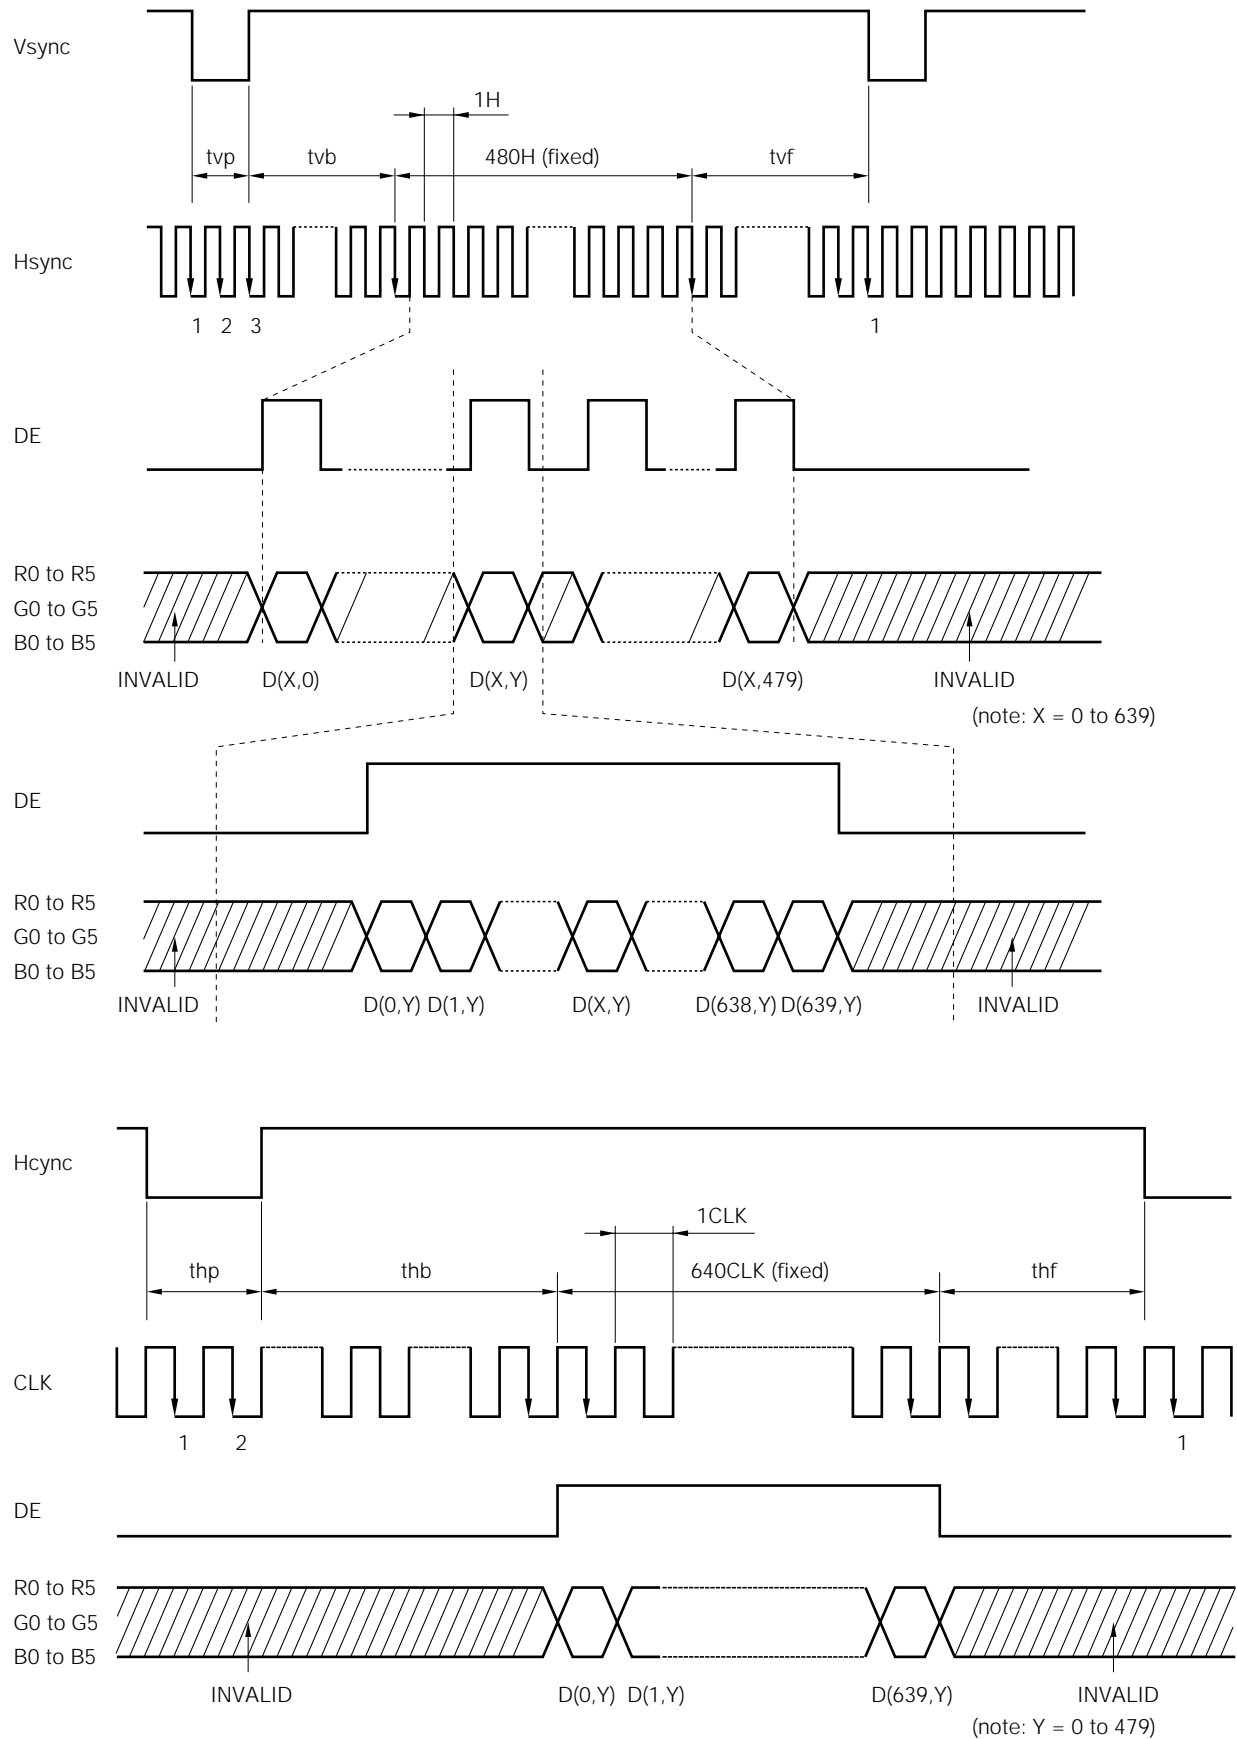 Vsync
1H
tvp tvb 480H (fixed) tvf
Hsync
1 2 3 1
DE
R0 to R5
G0 to G5
B0 to B5
INVALID D(X,0) D(X,Y) D(X,479) INVALID
(note: X = 0 to 639)
DE
R0 to R5
G0 to G5
B0 to B5
INVALID D(0,Y) D(1,Y) D(X,Y) D(638,Y) D(639,Y) INVALID
Hcync
1CLK
thp thb 640CLK (fixed) thf
CLK
1 2 1
DE
R0 to R5
G0 to G5
B0 to B5
INVALID D(0,Y) D(1,Y) D(639,Y) INVALID
(note: Y = 0 to 479)